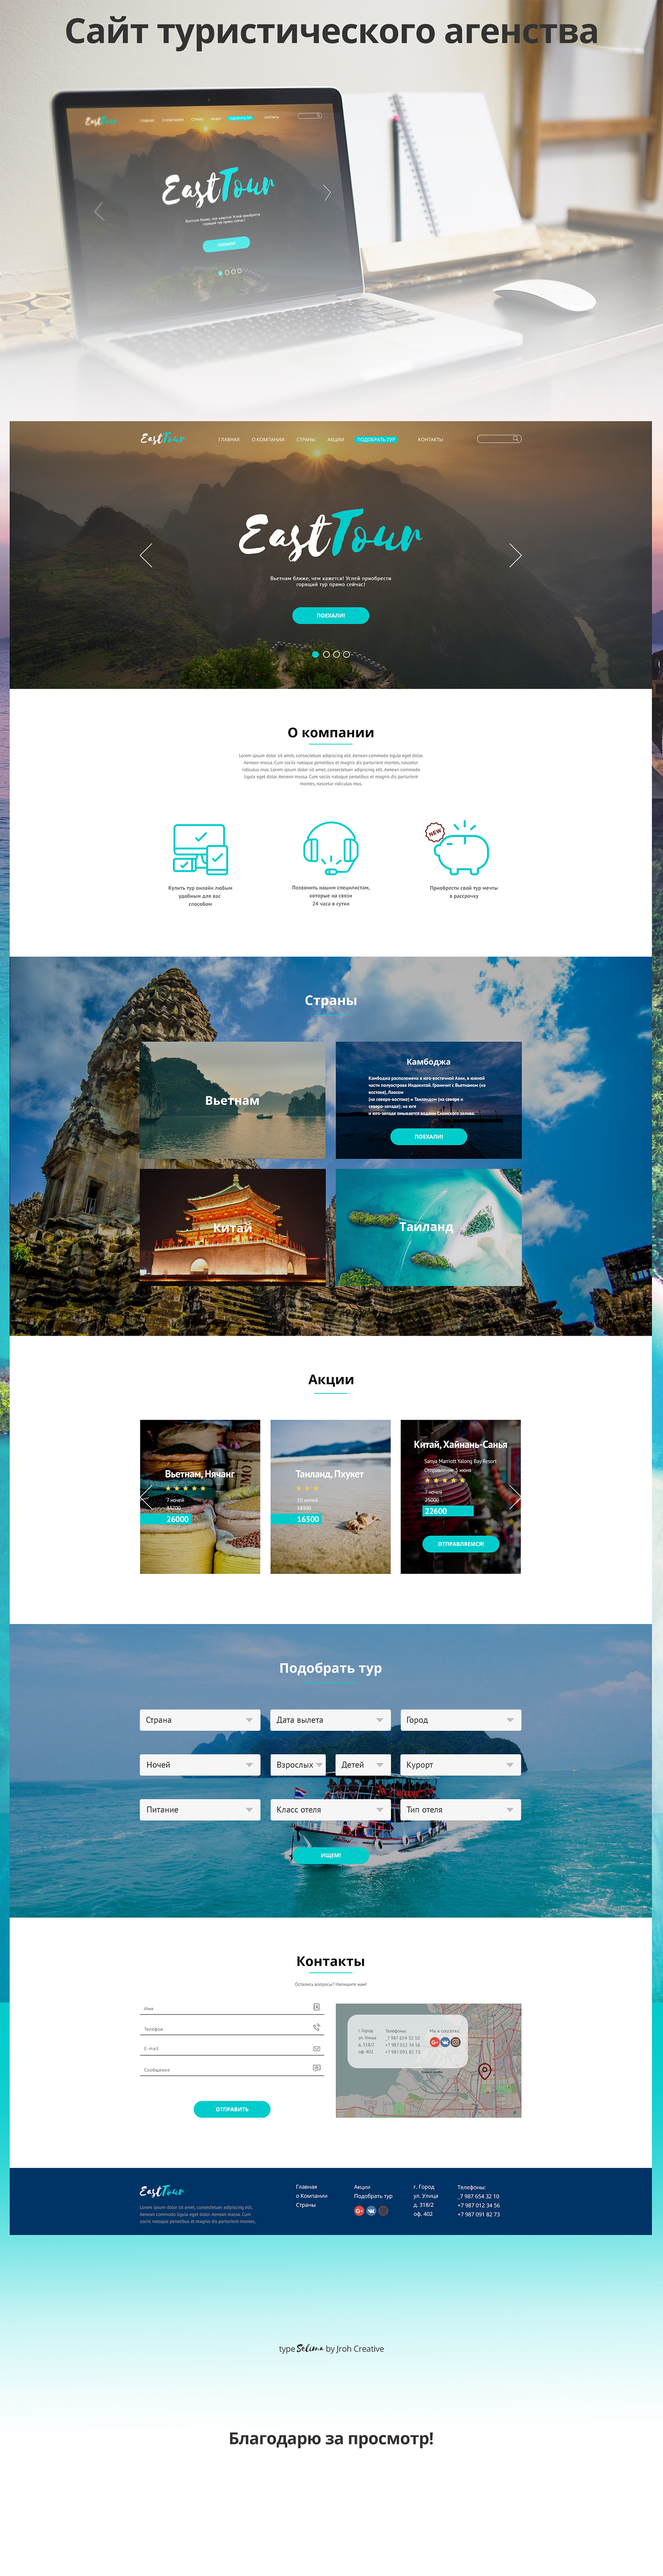 Сайт туристического агенства
EastTour
ГЛАВНАЯ
О КОМПАНИИ
СТРАНЫ
АКЦИИ
ПОДОБРАТЬ ТУР
КОНТАКТЫ
EastTour
Вьетнам ближе, чем кажется! Успей приобрести
горящий тур прямо сейчас!
EastTour
ГЛАВНАЯ
О КОМПАНИИ
СТРАНЫ
АКЦИИ
ПОДОБРАТЬ ТУР
КОНТАКТЫ
EastTour
Вьетнам ближе, чем кажется! Успей приобрести
горящий тур прямо сейчас!
ПОЕХАЛИ!
О компании
Lorem ipsum dolor sit amet, consectetuer adipiscing elit. Aenean commodo ligula eget dolor.
Aenean massa. Cum sociis natoque penatibus et magnis dis parturient montes, nascetur
ridiculus mus. Lorem ipsum dolor sit amet, consectetuer adipiscing elit. Aenean commodo
ligula eget dolor. Aenean massa. Cum sociis natoque penatibus et magnis dis parturient
montes, nascetur ridiculus mus.
NEW
Купить тур онлайн любым
удобным для вас
способом
Позвонить нашим специлистам,
которые на связи
24 часа в сутки
Приобрести свой тур мечты
в рассрочку
Страны
Вьетнам
Камбоджа
Камбоджа расположена в юго-восточной Азии, в южной
части полуострова Индокитай. Граничит с Вьетнамом (на
востоке), Лаосом
(на северо-востоке) и Таиландом (на севере и
северо-западе); на юге
и юго-западе омывается водами Сиамского залива.
ПОЕХАЛИ!
Китай
Таиланд
Акции
Вьетнам, Нячанг
7 ночей
26000
Таиланд, Пхукет
10 ночей
16500
Китай, Хайнань-Санья
Sanya Marriott Yalong Bay Resort
Отправление 5 июня
7 ночей
25000
22600
ОТПРАВЛЯЕМСЯ!
Подобрать тур
Страна
Дата вылета
Город
Ночей
Взрослых
Детей
Курорт
Питание
Класс отеля
Тип отеля
ИЩЕМ!
Контакты
Остались вопросы? Напишите нам!
Имя
Телефон
E-mail
Сообщение
ОТПРАВИТЬ
г. Город
ул. Улица
д. 318/2
оф. 402
Телефоны:
_7 987 654 32 10
+7 987 012 34 56
+7 987 091 82 73
Мы в соцсетях:
EastTour
Lorem ipsum dolor sit amet, consectetuer adipiscing elit.
Aenean commodo ligula eget dolor. Aenean massa. Cum
sociis natoque penatibus et magnis dis parturient montes,
Главная
о Компании
Страны
Акции
Подобрать тур
г. Город
ул. Улица
д. 318/2
оф. 402
Телефоны:
_7 987 654 32 10
+7 987 012 34 56
+7 987 091 82 73
type Selima by Jroh Creative
Благодарю за просмотр!